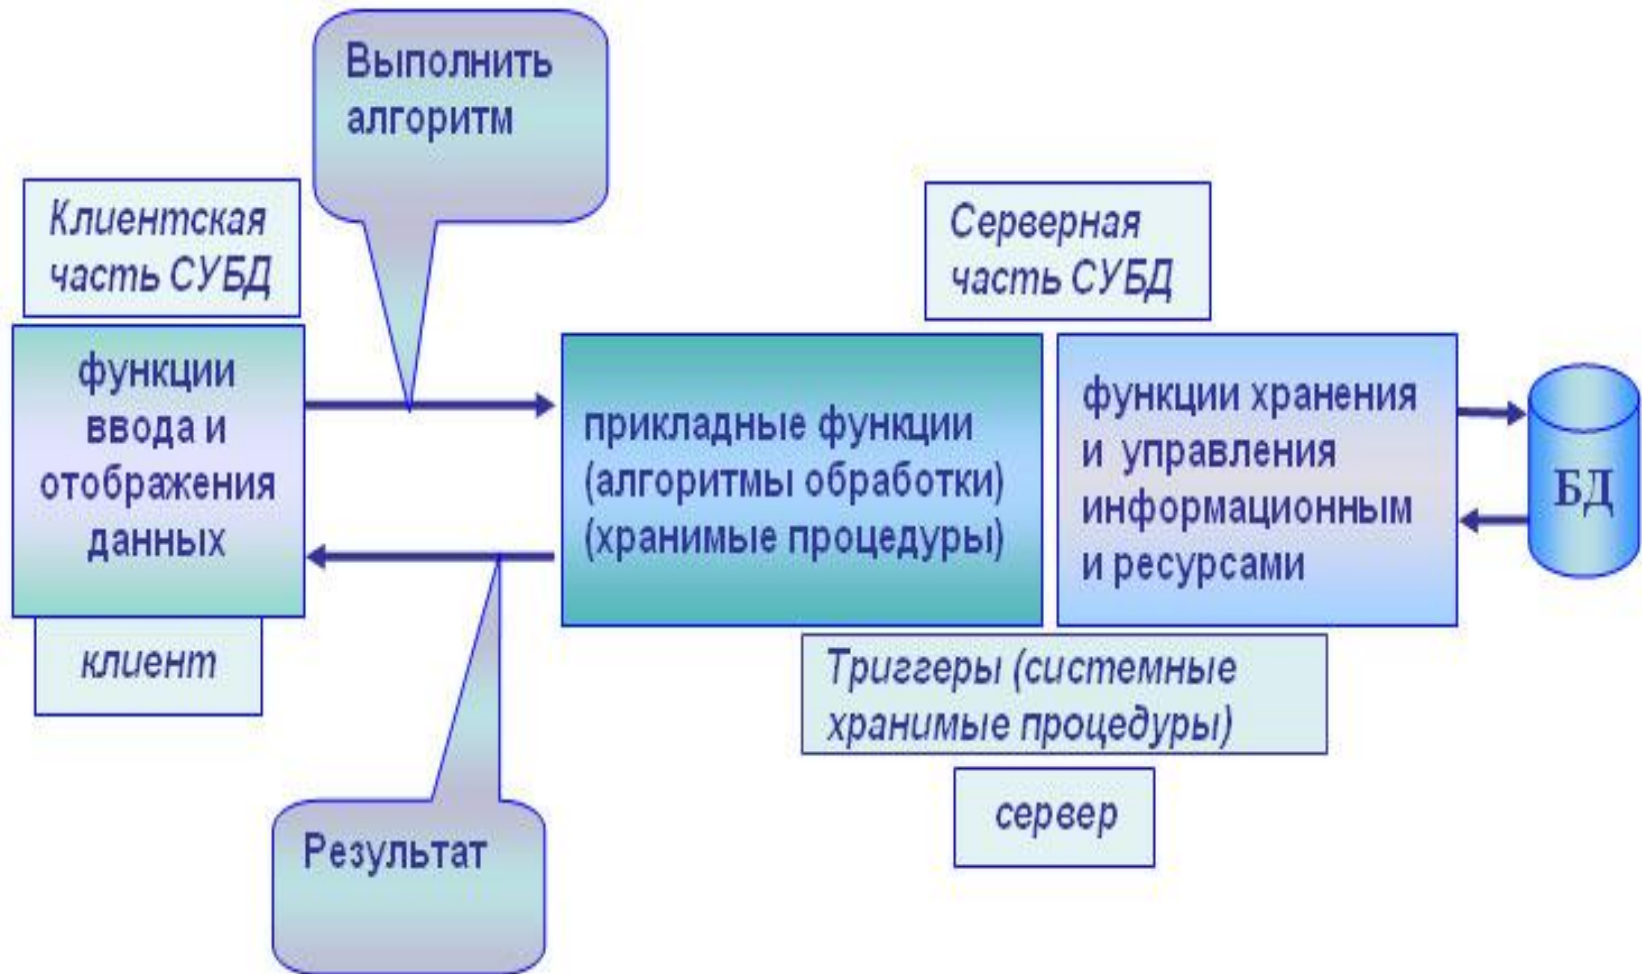 Выполнить
алгоритм
Клиентская
часть СУБД
Серверная
часть СУБД
функции
ввода и
отображения
данных
прикладные функции
(алгоритмы обработки)
(хранимые процедуры)
функции хранения
и управления
информационным
и ресурсами
БД
клиент
Триггеры (системные
хранимые процедуры)
сервер
Результат